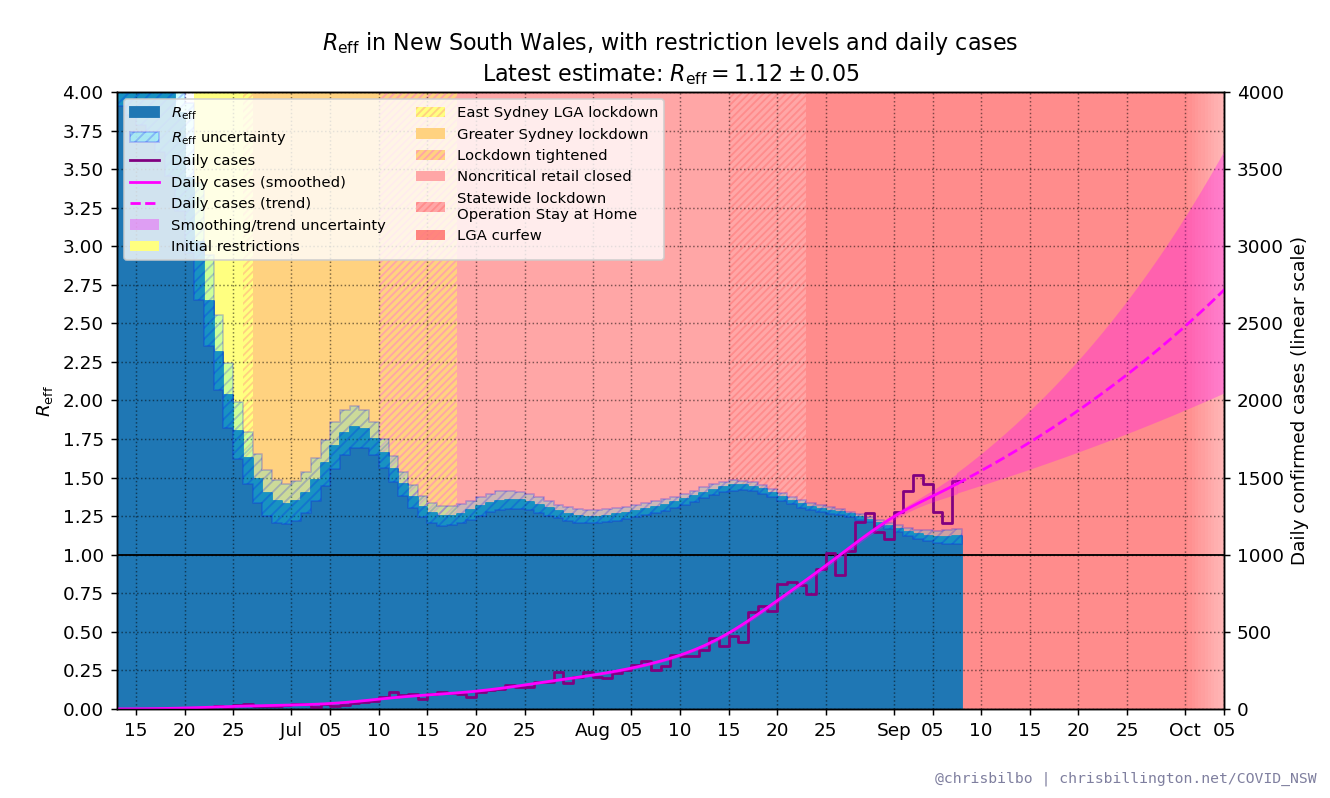 R_eff in New South Wales, with restriction levels and daily cases
Latest estimate: R_eff = 1.12 ± 0.05
R_eff
R_eff uncertainty
Daily cases
Daily cases (smoothed)
Daily cases (trend)
Smoothing/trend uncertainty
Initial restrictions
East Sydney LGA lockdown
Greater Sydney lockdown
Lockdown tightened
Noncritical retail closed
Statewide lockdown
Operation Stay at Home
LGA curfew
R_eff
4.00
3.75
3.50
3.25
3.00
2.75
2.50
2.25
2.00
1.75
1.50
1.25
1.00
0.75
0.50
0.25
0.00
4000
3500
3000
2500
2000
1500
1000
500
0
Daily confirmed cases (linear scale)
15 20 25 Jul 05 10 15 20 25 Aug 05 10 15 20 25 Sep 05 10 15 20 25 Oct 05
@chrisbilbo | chrisbillington.net/COVID_NSW